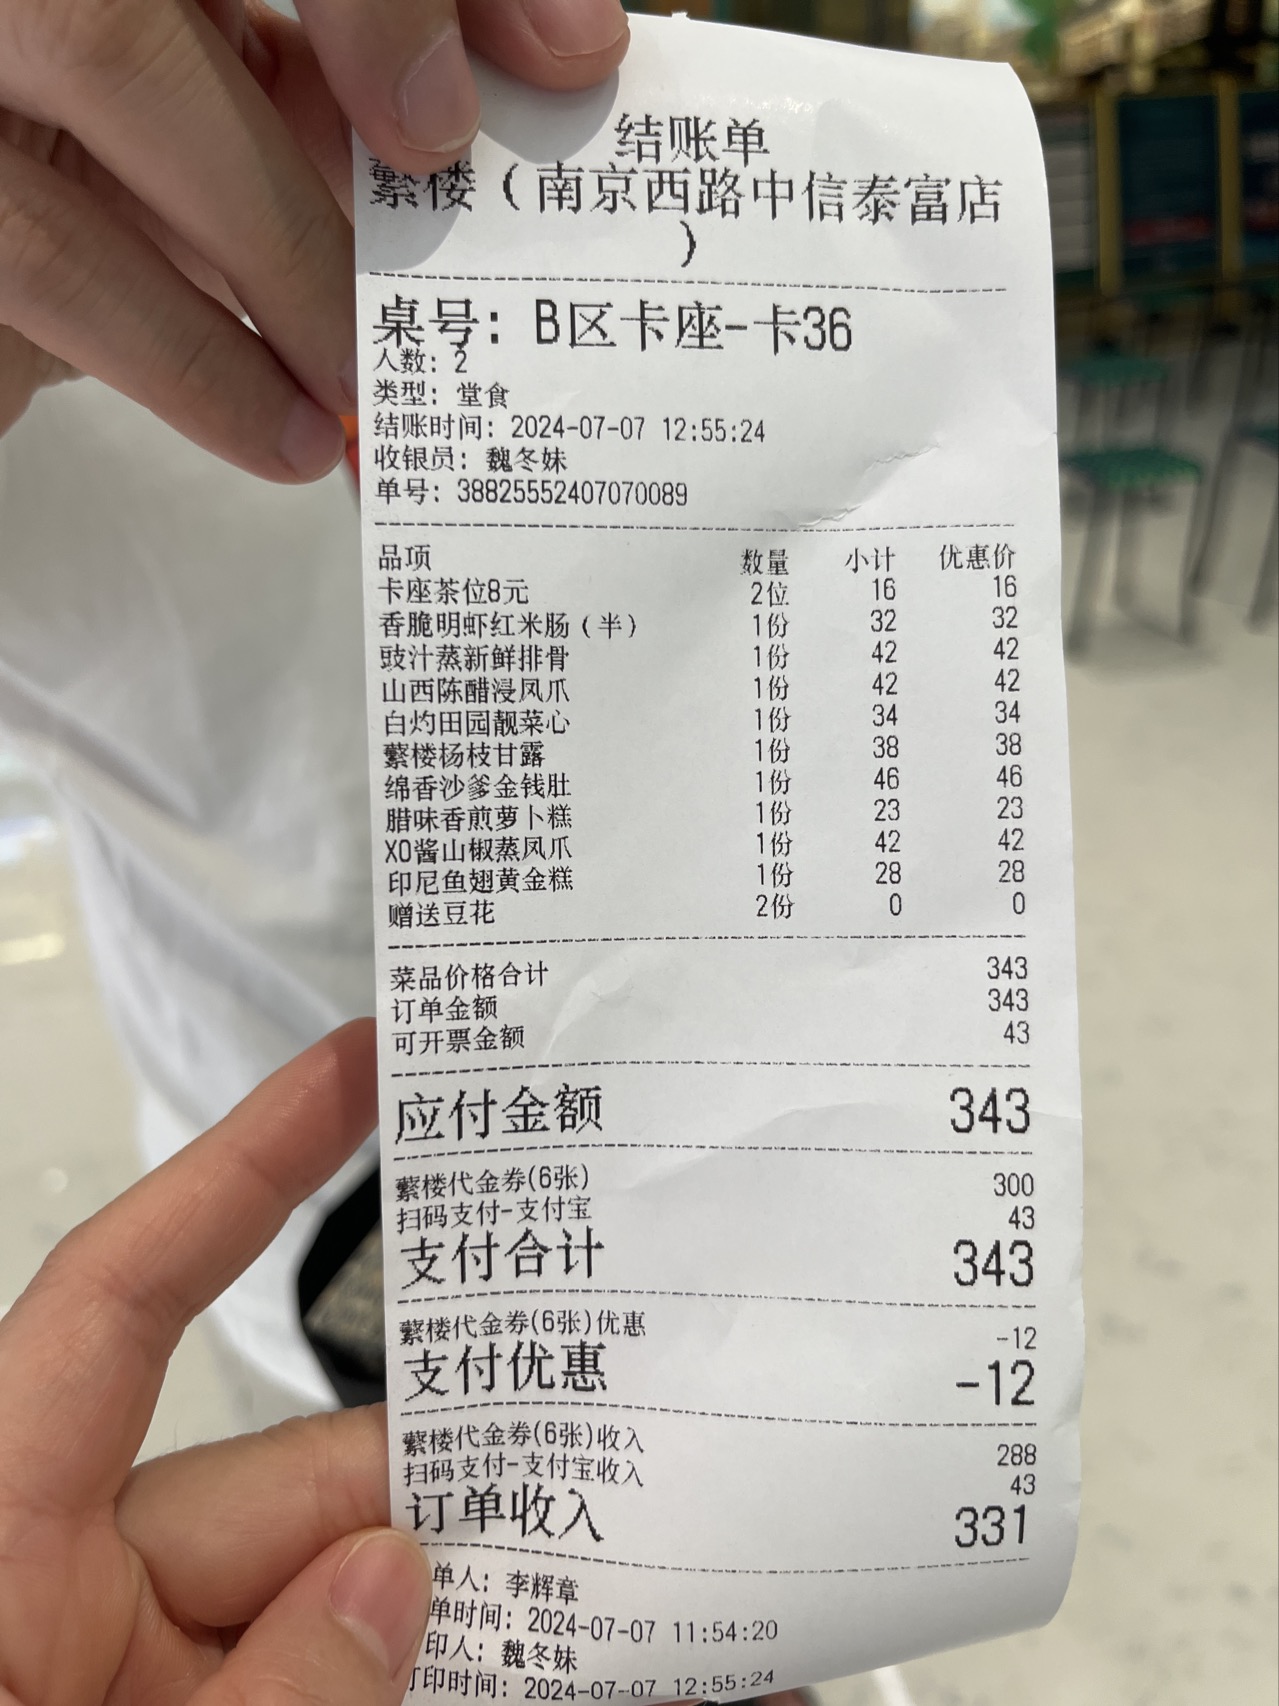 结账单
蘩楼（南京西路中信泰富店
）
桌号: B区卡座-卡36
人数: 2
类型: 堂食
结账时间: 2024-07-07 12:55:24
收银员: 魏冬妹
单号: 38825552407070089
品项 数量 小计 优惠价
卡座茶位8元 2位 16 16
香脆明虾红米肠（半） 1份 32 32
豉汁蒸新鲜排骨 1份 42 42
山西陈醋浸凤爪 1份 42 42
白灼田园靓菜心 1份 34 34
蘩楼杨枝甘露 1份 38 38
绵香沙爹金钱肚 1份 46 46
腊味香煎萝卜糕 1份 23 23
XO酱山椒蒸凤爪 1份 42 42
印尼鱼翅黄金糕 1份 28 28
赠送豆花 2份 0 0
菜品价格合计 343
订单金额 343
可开票金额 43
应付金额 343
蘩楼代金券(6张) 300
扫码支付-支付宝 43
支付合计 343
蘩楼代金券(6张)优惠 -12
支付优惠 -12
蘩楼代金券(6张)收入 288
扫码支付-支付宝收入 43
订单收入 331
单人: 李辉章
单时间: 2024-07-07 11:54:20
印人: 魏冬妹
打印时间: 2024-07-07 12:55:24